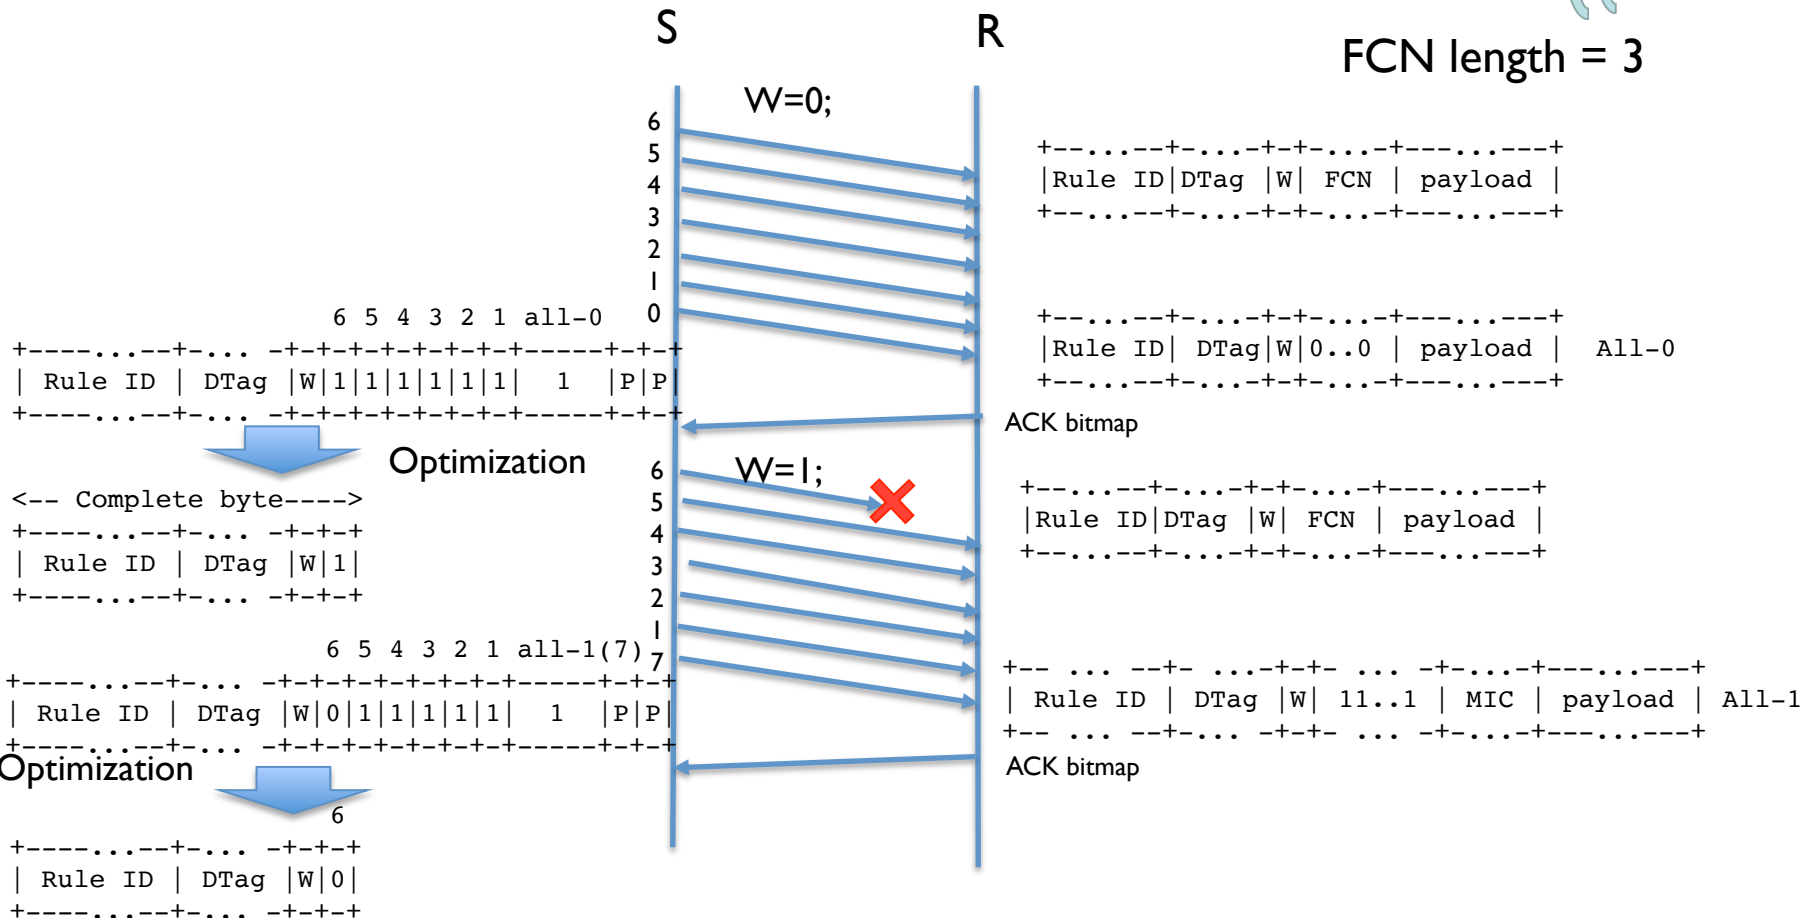 S
R
FCN length = 3
W=0;
6
5
4
3
2
1
0
+--...--+-...-+-+-...-+---...---+
|Rule ID|DTag |W| FCN | payload |
+--...--+-...-+-+-...-+---...---+
6 5 4 3 2 1 all-0
+----...--+-... -+-+-+-+-+-+-+-----+-+-+
| Rule ID | DTag |W|1|1|1|1|1|1| 1 |P|P|
+----...--+-... -+-+-+-+-+-+-+-----+-+-+
+--...--+-...-+-+-...-+---...---+
|Rule ID| DTag|W|0..0 | payload | All-0
+--...--+-...-+-+-...-+---...---+
ACK bitmap
Optimization
<-- Complete byte---->
+----...--+-... -+-+-+
| Rule ID | DTag |W|1|
+----...--+-... -+-+-+
W=1;
6
5
4
3
2
1
7
+--...--+-...-+-+-...-+---...---+
|Rule ID|DTag |W| FCN | payload |
+--...--+-...-+-+-...-+---...---+
6 5 4 3 2 1 all-1(7)
+----...--+-... -+-+-+-+-+-+-+-----+-+-+
| Rule ID | DTag |W|0|1|1|1|1|1| 1 |P|P|
+----...--+-... -+-+-+-+-+-+-+-----+-+-+
+-- ... --+- ...-+-+- ... -+-...-+---...---+
| Rule ID | DTag |W| 11..1 | MIC | payload | All-1
+-- ... --+-... -+-+- ... -+-...-+---...---+
ACK bitmap
Optimization
6
+----...--+-... -+-+-+
| Rule ID | DTag |W|0|
+----...--+-... -+-+-+